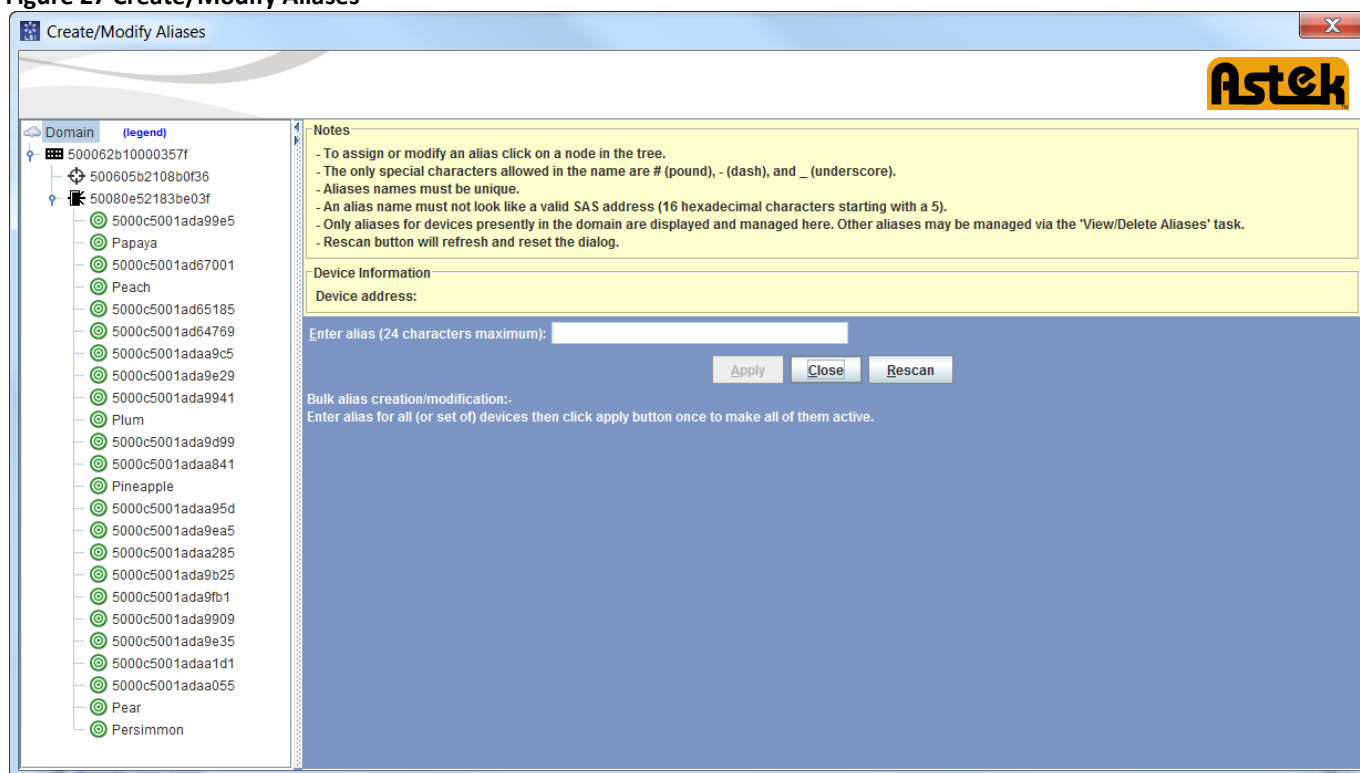 Figure 27 Create/Modify Aliases
LSI
Create/Modify Aliases
X
Astek
TM
Domain (legend)
500062b10000357f
500605b2108b0f36
50080e52183be03f
5000c5001ada99e5
Papaya
5000c5001ad67001
Peach
5000c5001ad65185
5000c5001ad64769
5000c5001adaa9c5
5000c5001ada9e29
5000c5001ada9941
Plum
5000c5001ada9d99
5000c5001adaa841
Pineapple
5000c5001adaa95d
5000c5001ada9ea5
5000c5001adaa285
5000c5001ada9b25
5000c5001ada9fb1
5000c5001ada9909
5000c5001ada9e35
5000c5001adaa1d1
5000c5001adaa055
Pear
Persimmon
Notes
- To assign or modify an alias click on a node in the tree.
- The only special characters allowed in the name are # (pound), - (dash), and _ (underscore).
- Aliases names must be unique.
- An alias name must not look like a valid SAS address (16 hexadecimal characters starting with a 5).
- Only aliases for devices presently in the domain are displayed and managed here. Other aliases may be managed via the 'View/Delete Aliases' task.
- Rescan button will refresh and reset the dialog.
Device Information
Device address:
Enter alias (24 characters maximum):
Apply Close Rescan
Bulk alias creation/modification:-
Enter alias for all (or set of) devices then click apply button once to make all of them active.